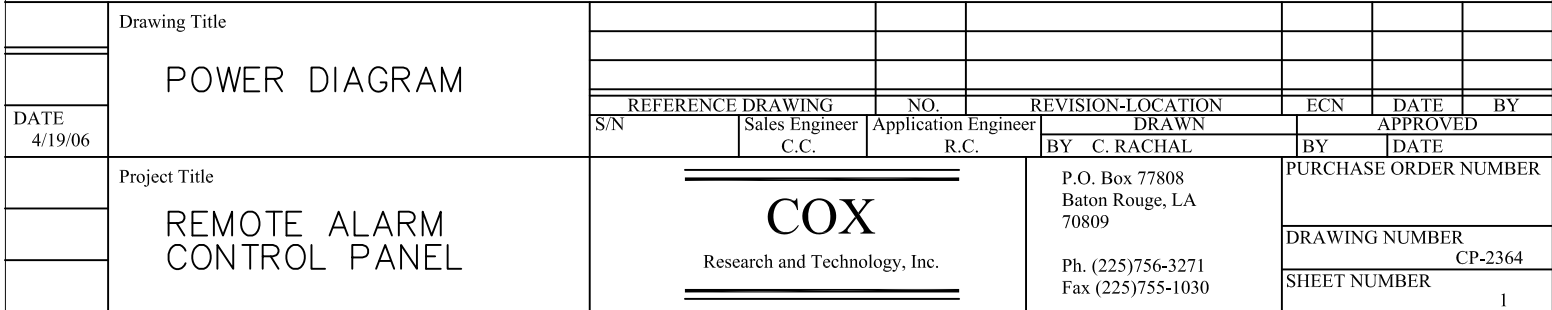 Drawing Title
POWER DIAGRAM
DATE
4/19/06
REFERENCE DRAWING NO. REVISION-LOCATION ECN DATE BY
S/N Sales Engineer Application Engineer DRAWN APPROVED
C.C. R.C. BY C. RACHAL BY DATE
Project Title
REMOTE ALARM
CONTROL PANEL
COX
Research and Technology, Inc.
P.O. Box 77808
Baton Rouge, LA
70809
Ph. (225)756-3271
Fax (225)755-1030
PURCHASE ORDER NUMBER
DRAWING NUMBER
CP-2364
SHEET NUMBER
1